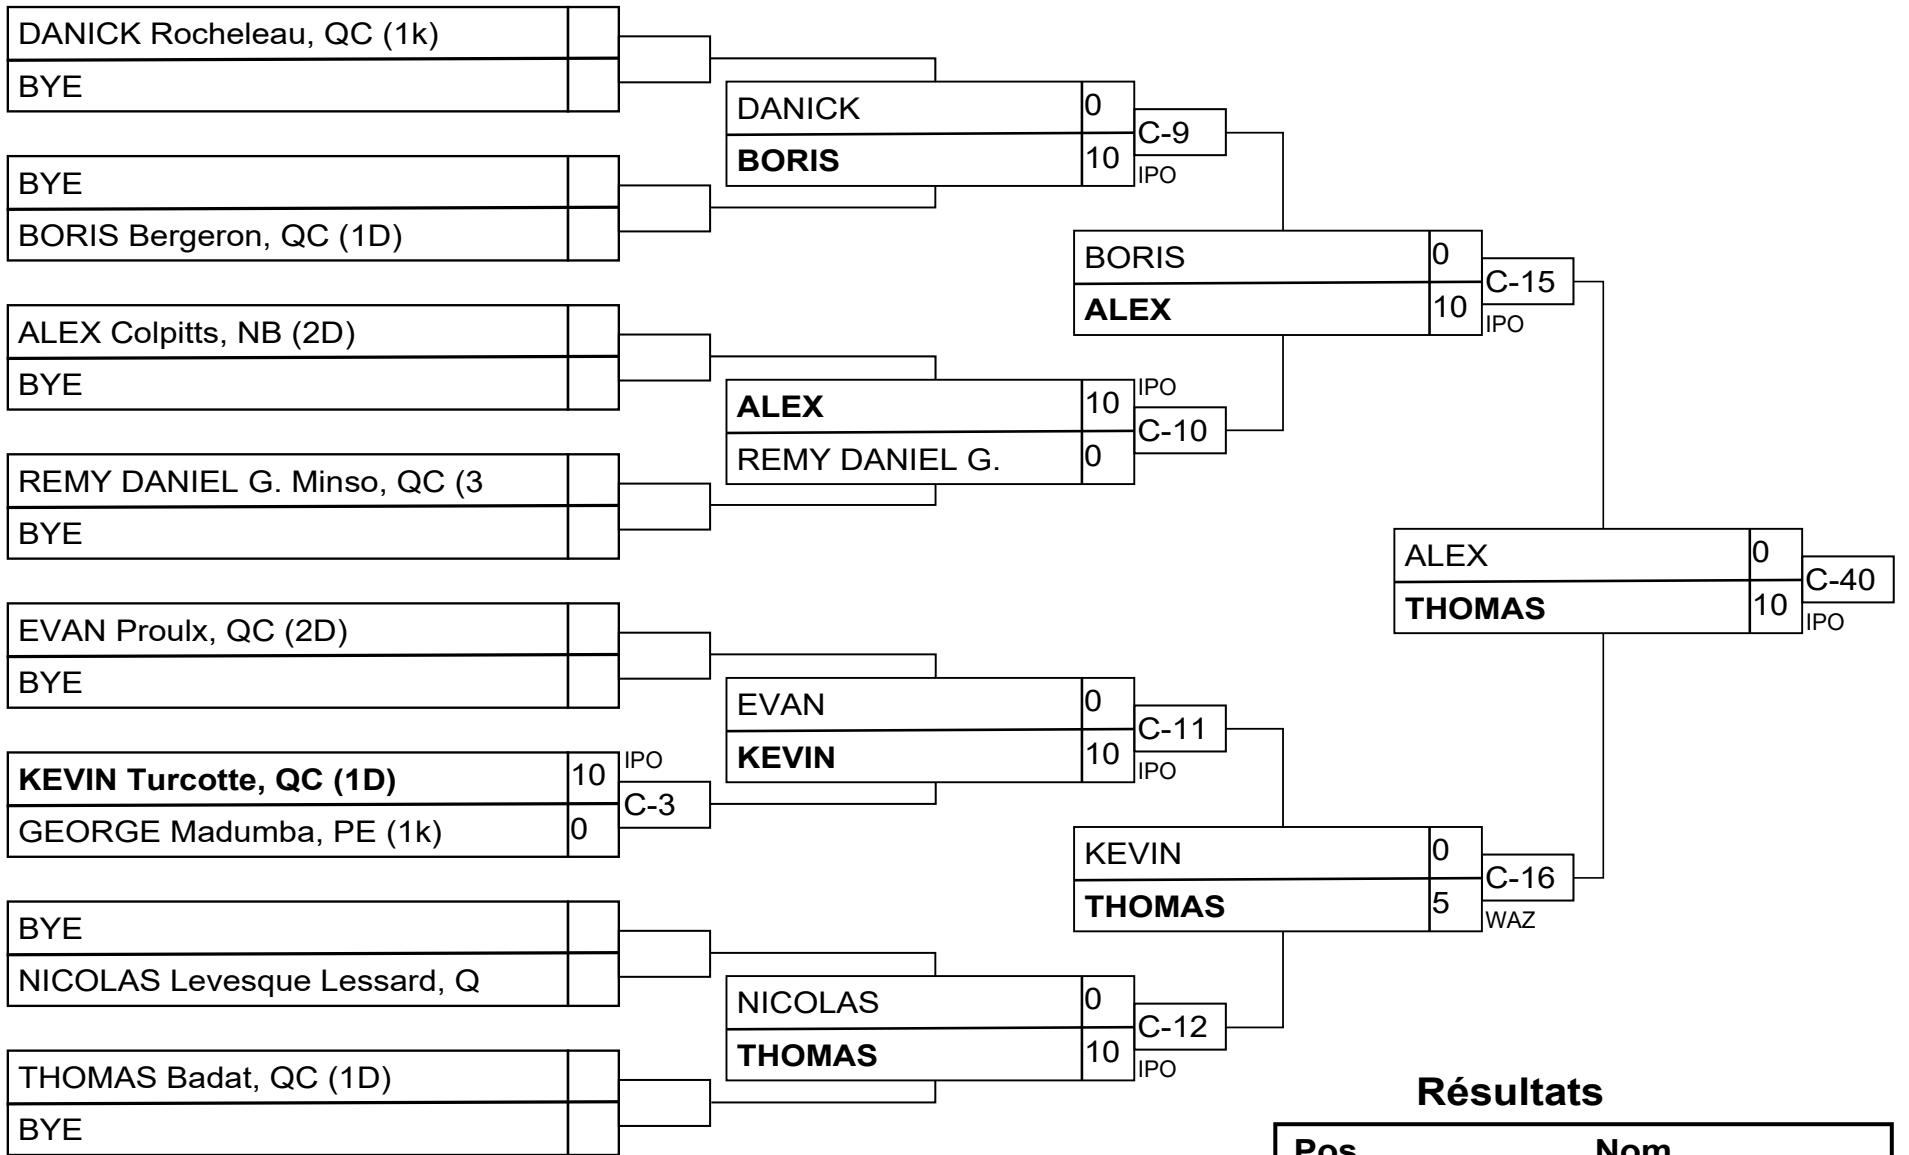 DANICK Rocheleau, QC (1k)
BYE
BYE
BORIS Bergeron, QC (1D)
ALEX Colpitts, NB (2D)
BYE
REMY DANIEL G. Minso, QC (3
BYE
EVAN Proulx, QC (2D)
BYE
KEVIN Turcotte, QC (1D) 10 IPO
C-3
GEORGE Madumba, PE (1k) 0
BYE
NICOLAS Levesque Lessard, Q
THOMAS Badat, QC (1D)
BYE
DANICK 0
C-9
BORIS 10 IPO
ALEX 10 IPO
C-10
REMY DANIEL G. 0
EVAN 0
C-11
KEVIN 10 IPO
NICOLAS 0
C-12
THOMAS 10 IPO
BORIS 0
C-15
ALEX 10 IPO
KEVIN 0
C-16
THOMAS 5 WAZ
ALEX 0
C-40
THOMAS 10 IPO
Résultats
Pos Nom